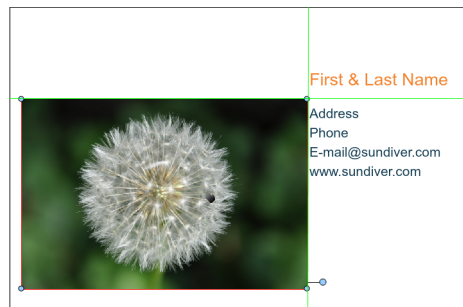 First & Last Name
Address
Phone
E-mail@sundiver.com
www.sundiver.com